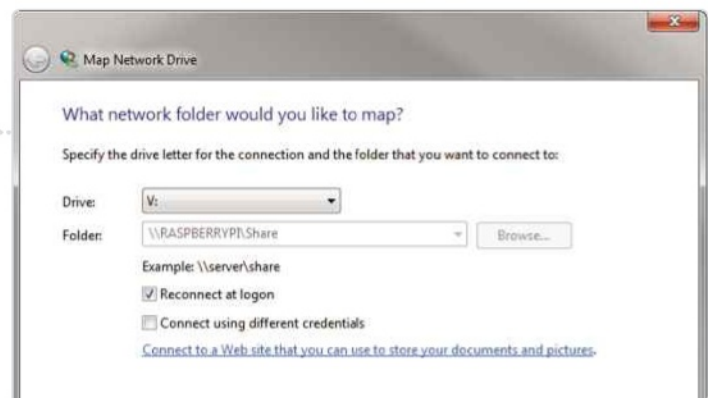 Map Network Drive
What network folder would you like to map?
Specify the drive letter for the connection and the folder that you want to connect to:
Drive: V:
Folder: \\RASPBERRYPI\Share Browse...
Example: \\server\share
Reconnect at logon
Connect using different credentials
Connect to a Web site that you can use to store your documents and pictures.